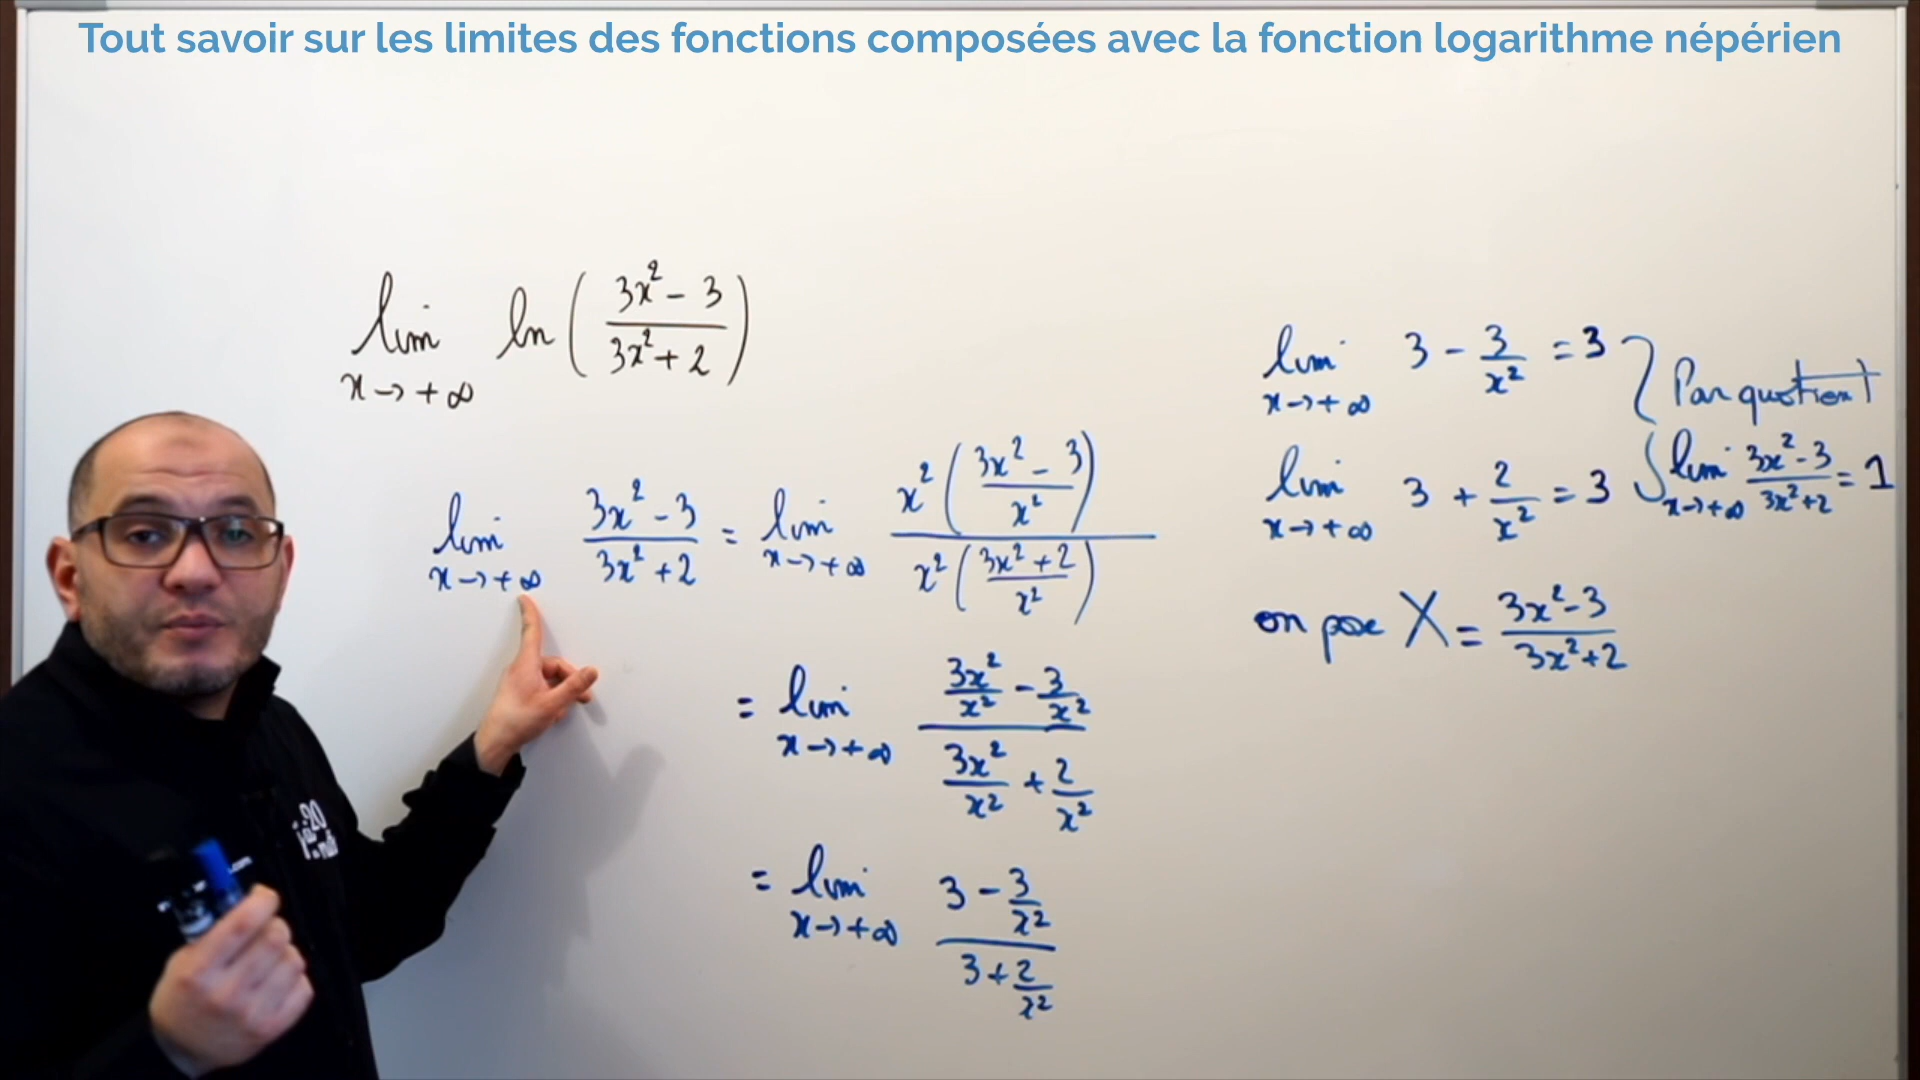 Tout savoir sur les limites des fonctions composées avec la fonction logarithme népérien
lim x→+∞ ln ( (3x² - 3) / (3x² + 2) )
lim x→+∞ (3x² - 3) / (3x² + 2) = lim x→+∞ x² ( (3x² - 3) / x² ) / x² ( (3x² + 2) / x² )
= lim x→+∞ (3x²/x² - 3/x²) / (3x²/x² + 2/x²)
= lim x→+∞ (3 - 3/x²) / (3 + 2/x²)
lim x→+∞ 3 - 3/x² = 3
lim x→+∞ 3 + 2/x² = 3
Par quotient
lim x→+∞ (3x² - 3) / (3x² + 2) = 1
on pose X = (3x² - 3) / (3x² + 2)
20